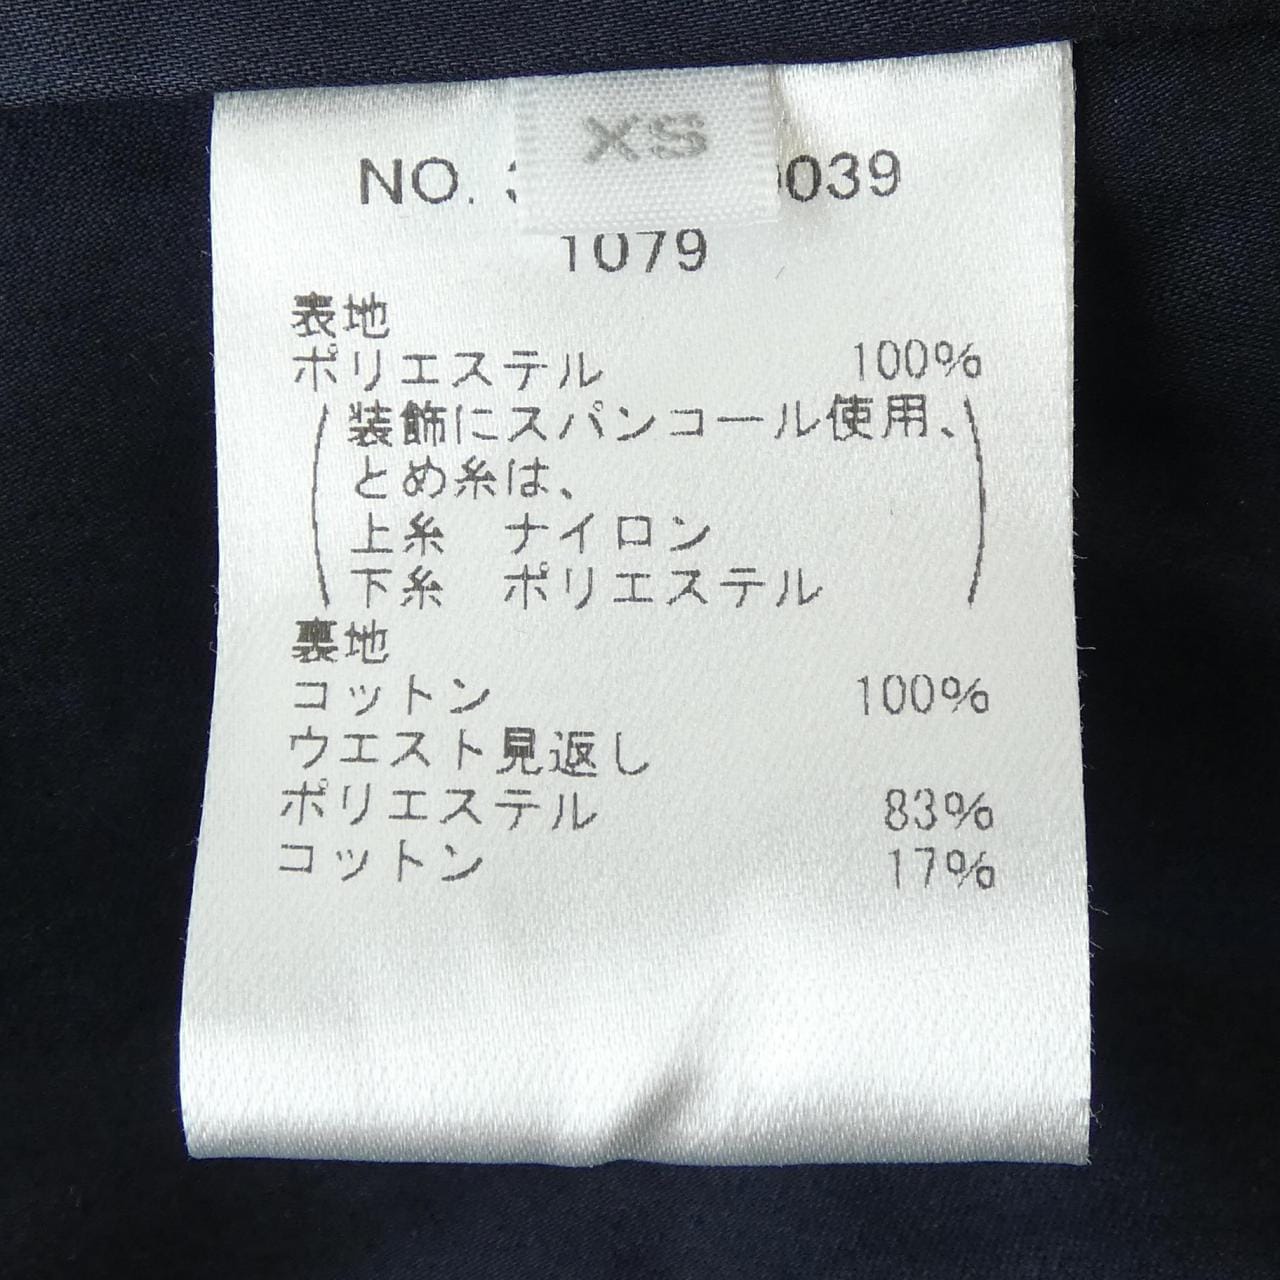 XS
NO. 0039
1079
表地
ポリエステル 100%
(装飾にスパンコール使用、
とめ糸は、
上糸 ナイロン
下糸 ポリエステル)
裏地
コットン 100%
ウエスト見返し
ポリエステル 83%
コットン 17%